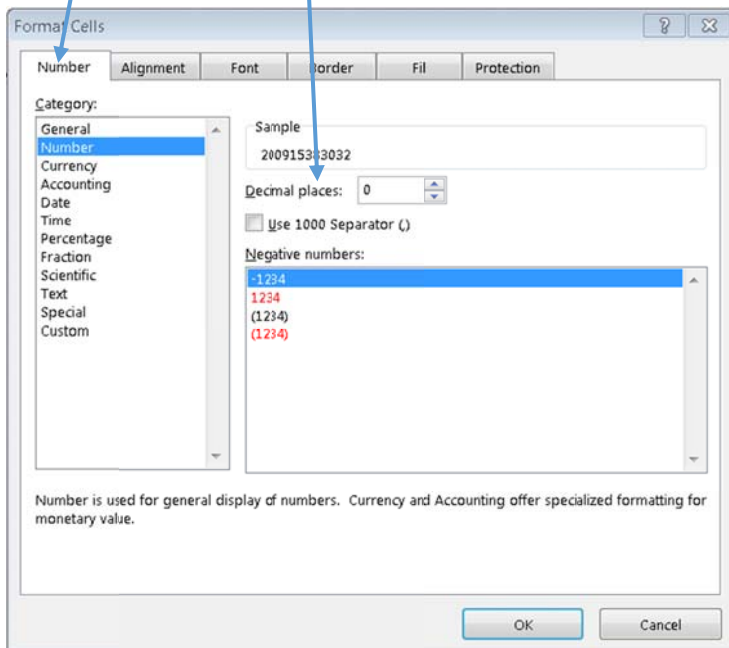 Format Cells
Number Alignment Font Border Fil Protection
Category:
General
Number
Currency
Accounting
Date
Time
Percentage
Fraction
Scientific
Text
Special
Custom
Sample
Decimal places: 0
Use 1000 Separator (,)
Negative numbers:
-1234
1234
(1234)
(1234)
Number is used for general display of numbers. Currency and Accounting offer specialized formatting for
monetary value.
OK Cancel